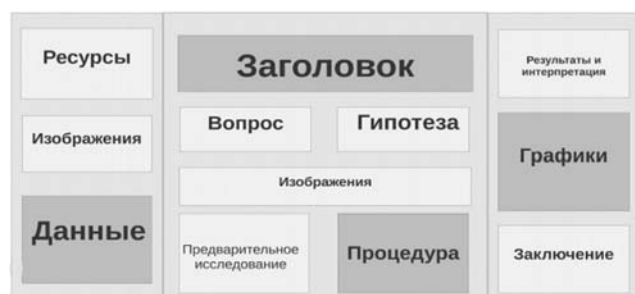 Ресурсы
Изображения
Данные
Заголовок
Вопрос
Гипотеза
Изображения
Предварительное
исследование
Процедура
Результаты и
интерпретация
Графики
Заключение